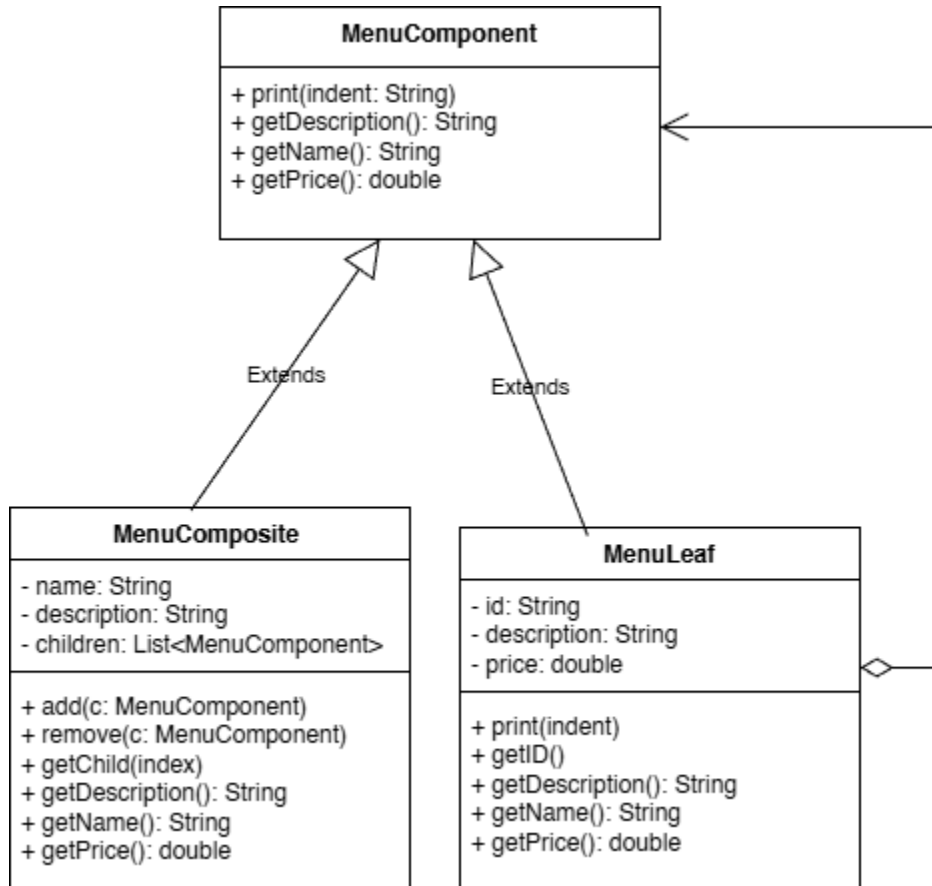 MenuComponent
+ print(indent: String)
+ getDescription(): String
+ getName(): String
+ getPrice(): double
Extends
Extends
MenuComposite
- name: String
- description: String
- children: List<MenuComponent>
+ add(c: MenuComponent)
+ remove(c: MenuComponent)
+ getChild(index)
+ getDescription(): String
+ getName(): String
+ getPrice(): double
MenuLeaf
- id: String
- description: String
- price: double
+ print(indent)
+ getID()
+ getDescription(): String
+ getName(): String
+ getPrice(): double